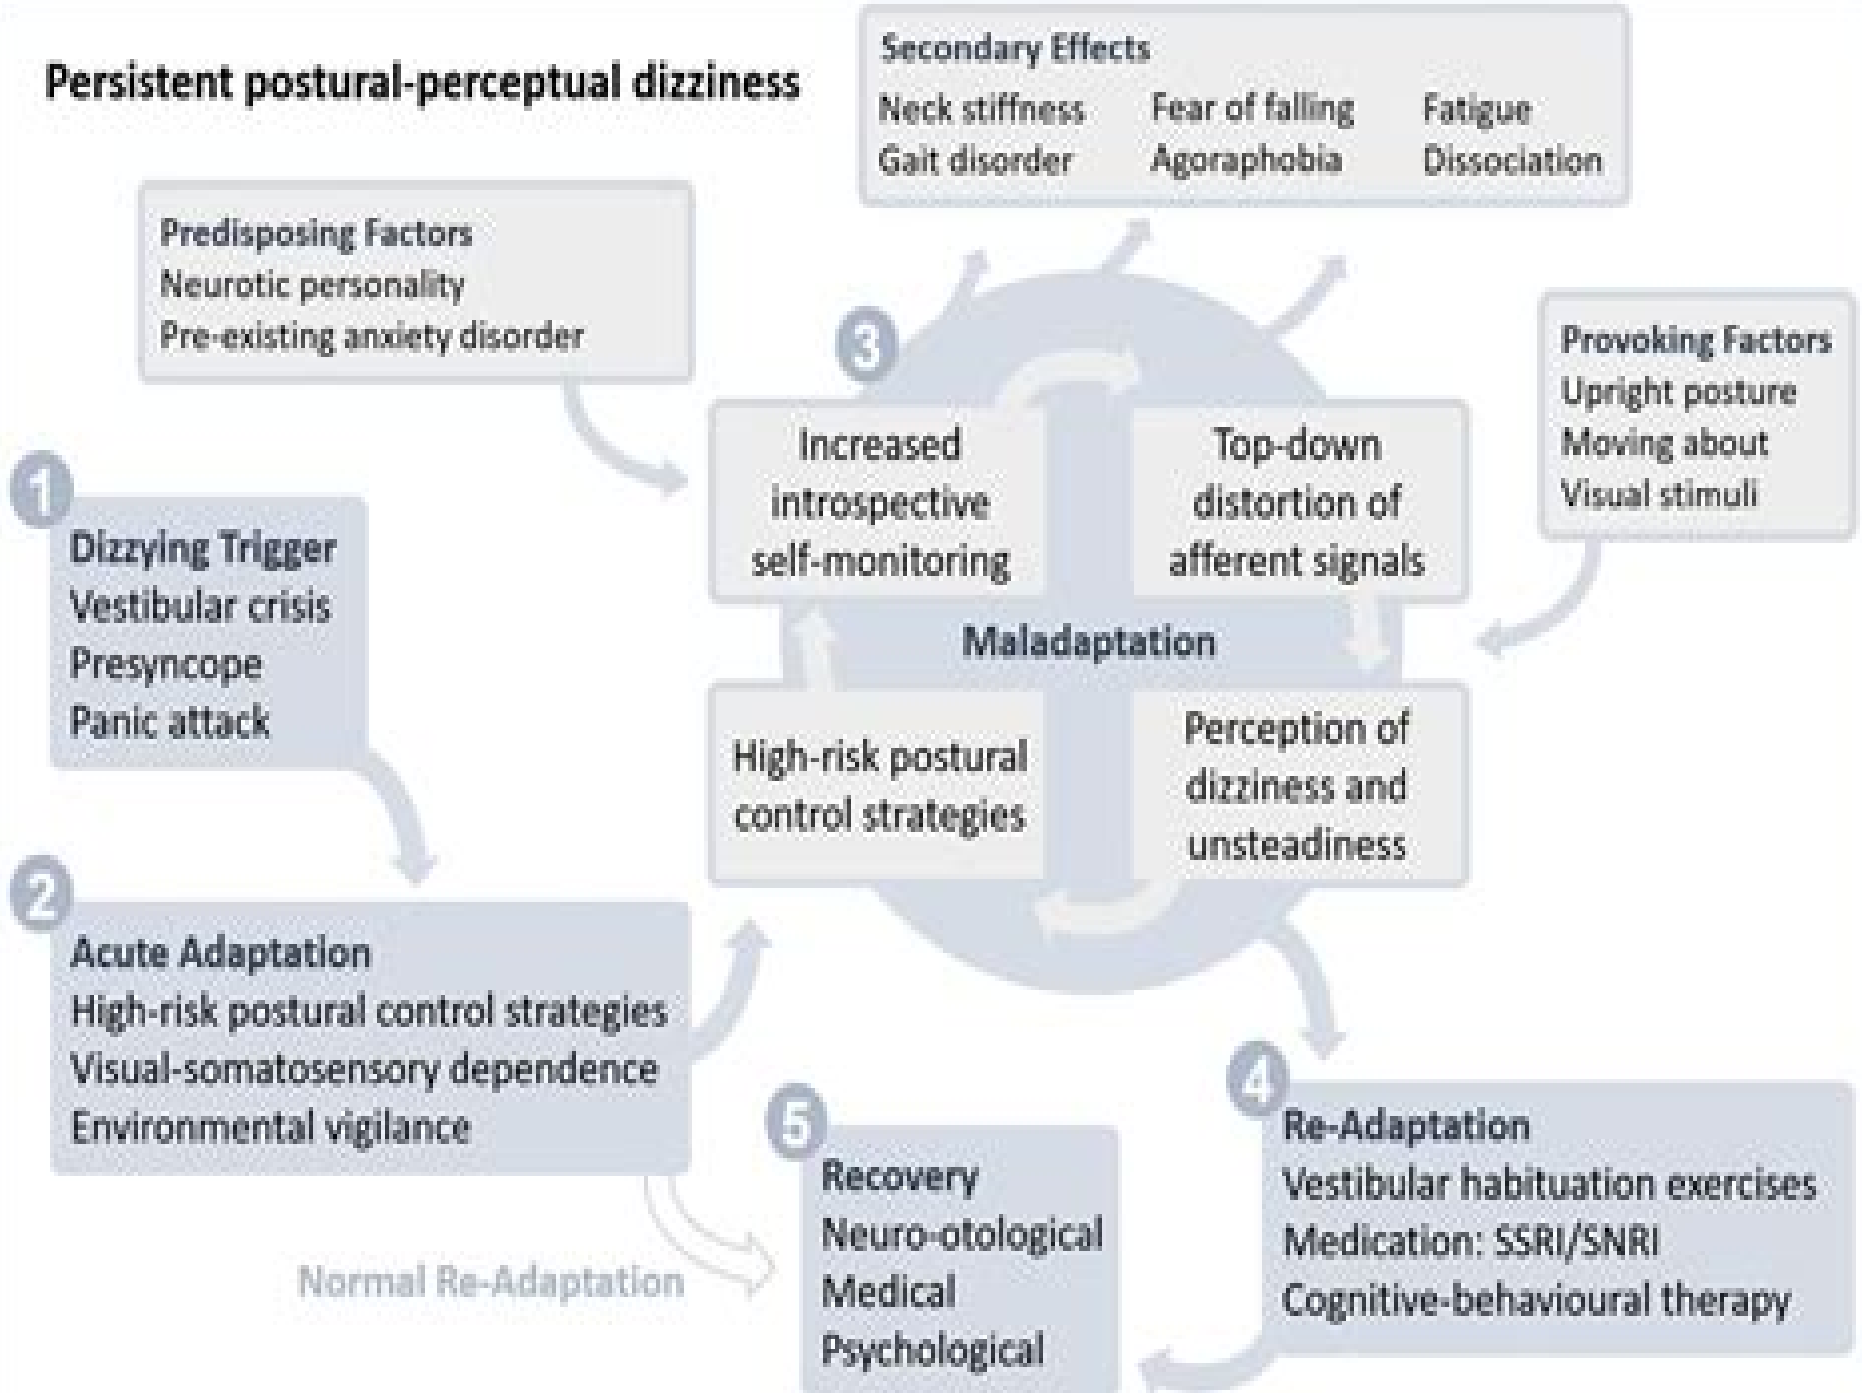 Persistent postural-perceptual dizziness
Secondary Effects
Neck stiffness Fear of falling Fatigue
Gait disorder Agoraphobia Dissociation
Predisposing Factors
Neurotic personality
Pre-existing anxiety disorder
Provoking Factors
Upright posture
Moving about
Visual stimuli
1
Dizzying Trigger
Vestibular crisis
Presyncope
Panic attack
2
Acute Adaptation
High-risk postural control strategies
Visual-somatosensory dependence
Environmental vigilance
3
Increased
introspective
self-monitoring
Top-down
distortion of
afferent signals
Maladaptation
High-risk postural
control strategies
Perception of
dizziness and
unsteadiness
4
Re-Adaptation
Vestibular habituation exercises
Medication: SSRI/SNRI
Cognitive-behavioural therapy
5
Recovery
Neuro-otological
Medical
Psychological
Normal Re-Adaptation